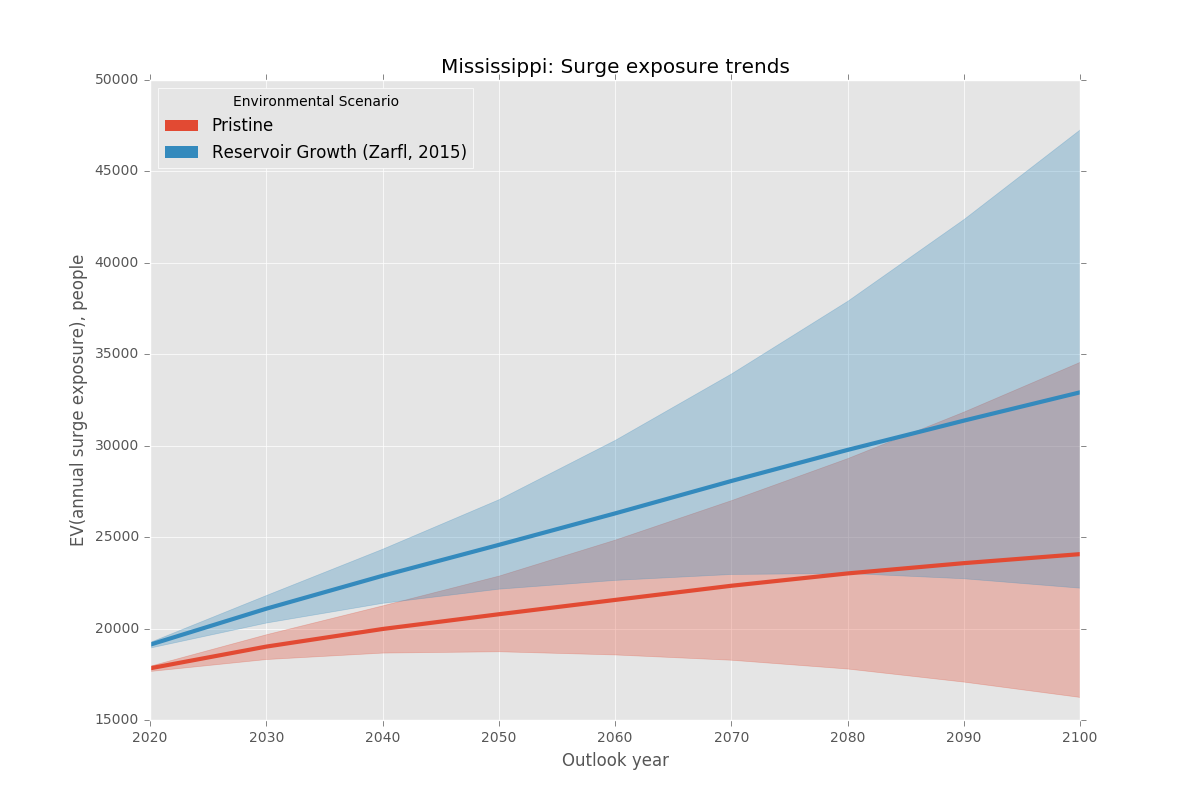 Mississippi: Surge exposure trends
Environmental Scenario
Pristine
Reservoir Growth (Zarfl, 2015)
EV(annual surge exposure), people
50000
45000
40000
35000
30000
25000
20000
15000
2020 2030 2040 2050 2060 2070 2080 2090 2100
Outlook year